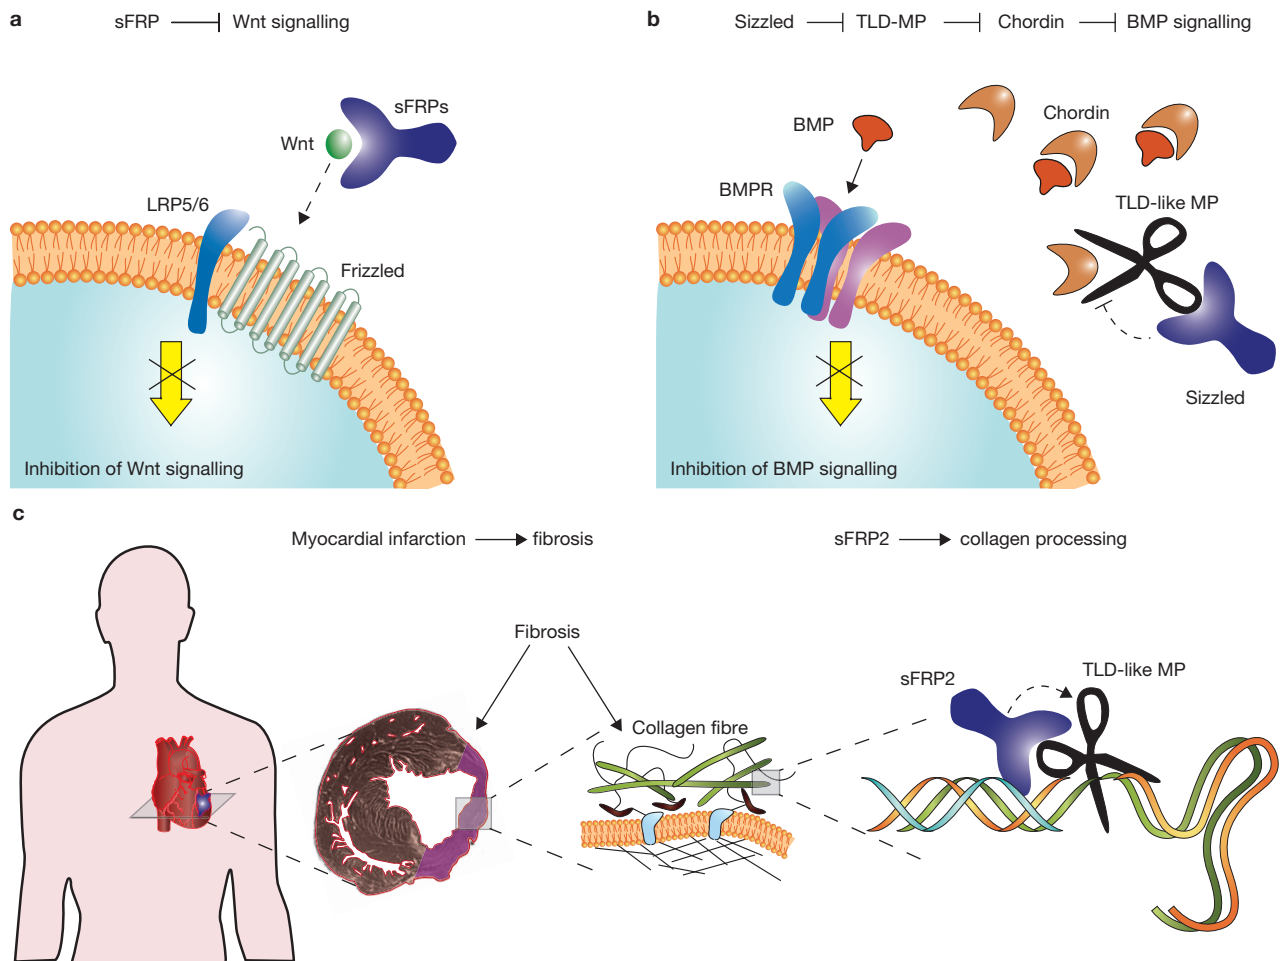 a
sFRP Wnt signalling
sFRPs
Wnt
LRP5/6
Frizzled
Inhibition of Wnt signalling
b
Sizzled TLD-MP Chordin BMP signalling
BMP
Chordin
BMPR
TLD-like MP
Sizzled
Inhibition of BMP signalling
c
Myocardial infarction fibrosis
sFRP2 collagen processing
Fibrosis
Collagen fibre
sFRP2
TLD-like MP